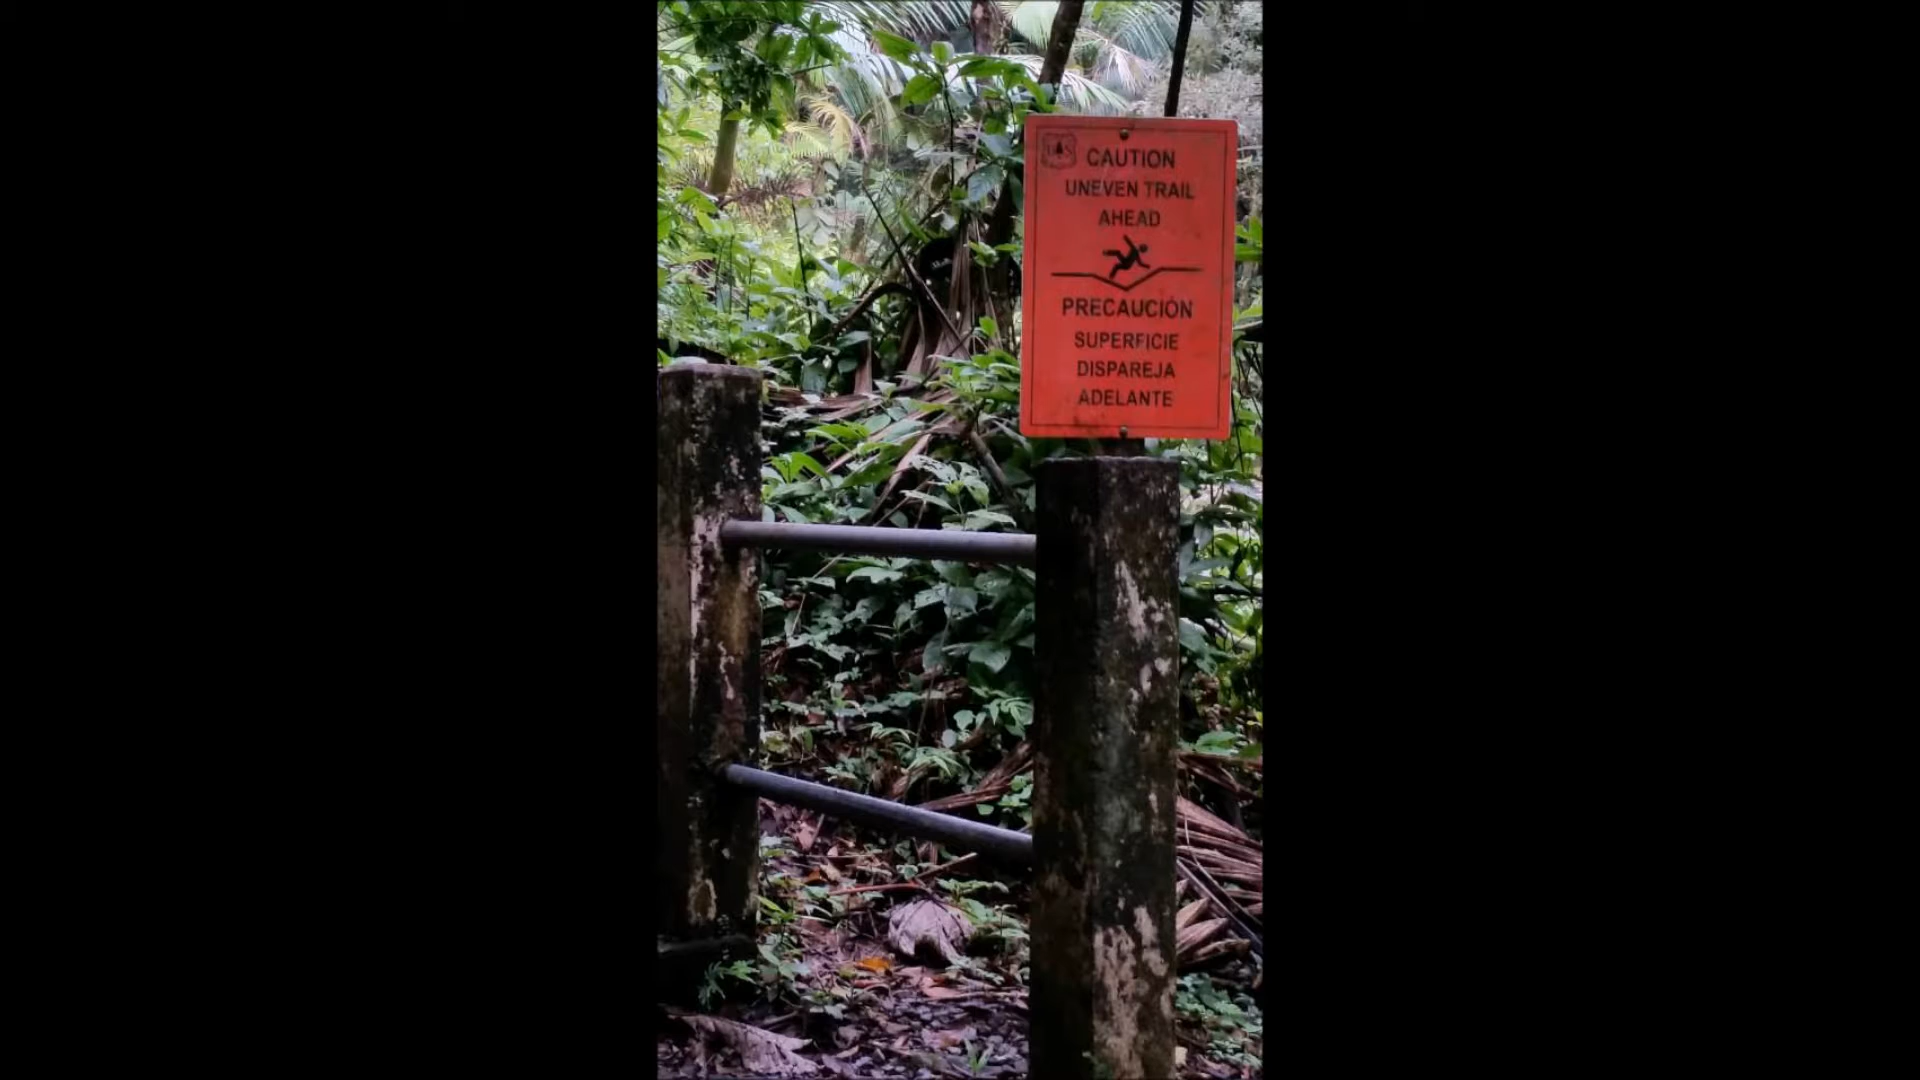 U S
CAUTION
UNEVEN TRAIL
AHEAD
PRECAUCIÓN
SUPERFICIE
DISPAREJA
ADELANTE